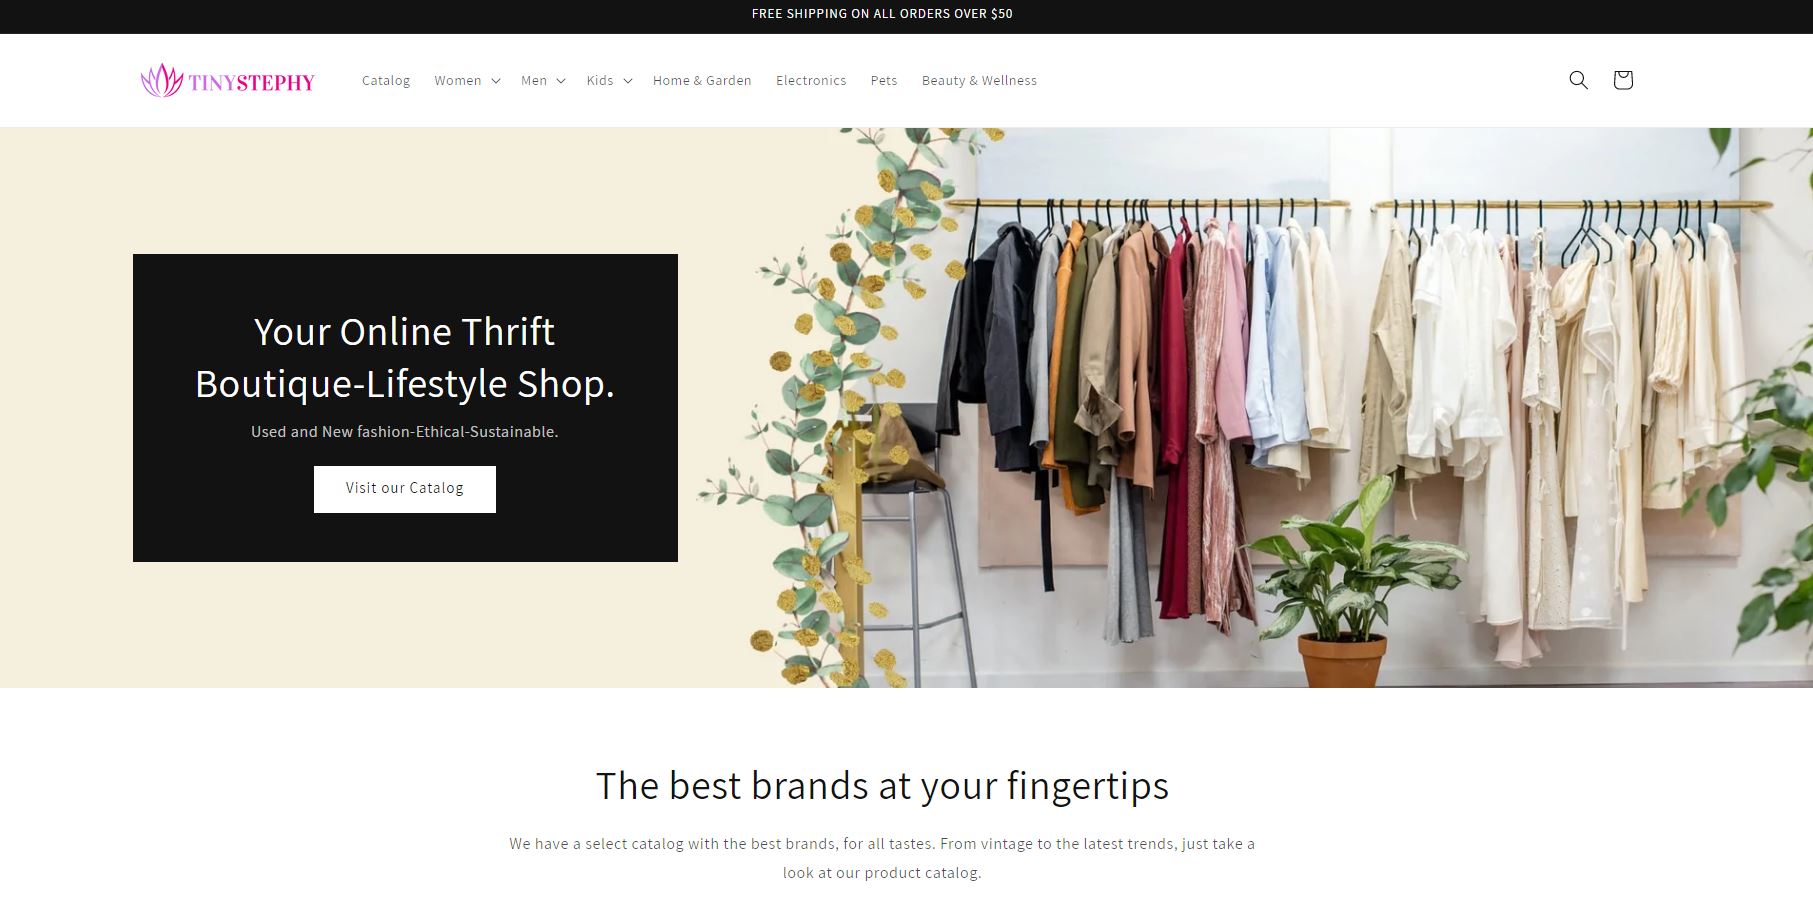 FREE SHIPPING ON ALL ORDERS OVER $50
TINYSTEPHY
Catalog
Women
Men
Kids
Home & Garden
Electronics
Pets
Beauty & Wellness
Your Online Thrift
Boutique-Lifestyle Shop.
Used and New fashion-Ethical-Sustainable.
Visit our Catalog
The best brands at your fingertips
We have a select catalog with the best brands, for all tastes. From vintage to the latest trends, just take a
look at our product catalog.